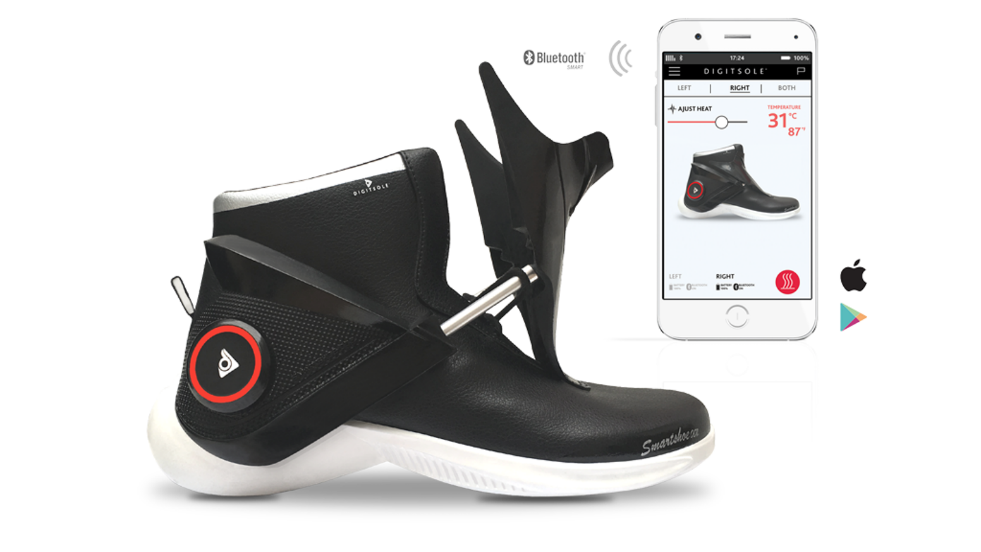 Bluetooth
SMART
17:24
100%
DIGITSOLE
LEFT
RIGHT
BOTH
AJUST HEAT
TEMPERATURE
31°C
87°F
DIGITSOLE
LEFT
RIGHT
Smartshoe